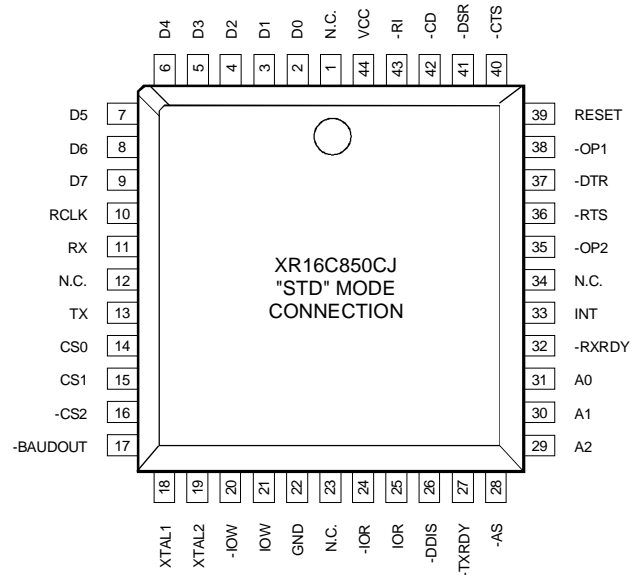 D4 D3 D2 D1 D0 N.C. VCC -RI -CD -DSR -CTS
6 5 4 3 2 1 44 43 42 41 40
D5 7 39 RESET
D6 8 38 -OP1
D7 9 37 -DTR
RCLK 10 36 -RTS
RX 11 35 -OP2
N.C. 12 34 N.C.
TX 13 33 INT
CS0 14 32 -RXRDY
CS1 15 31 A0
-CS2 16 30 A1
-BAUDOUT 17 29 A2
XR16C850CJ
"STD" MODE
CONNECTION
18 19 20 21 22 23 24 25 26 27 28
XTAL1 XTAL2 -IOW IOW GND N.C. -IOR IOR -DDIS -TXRDY -AS